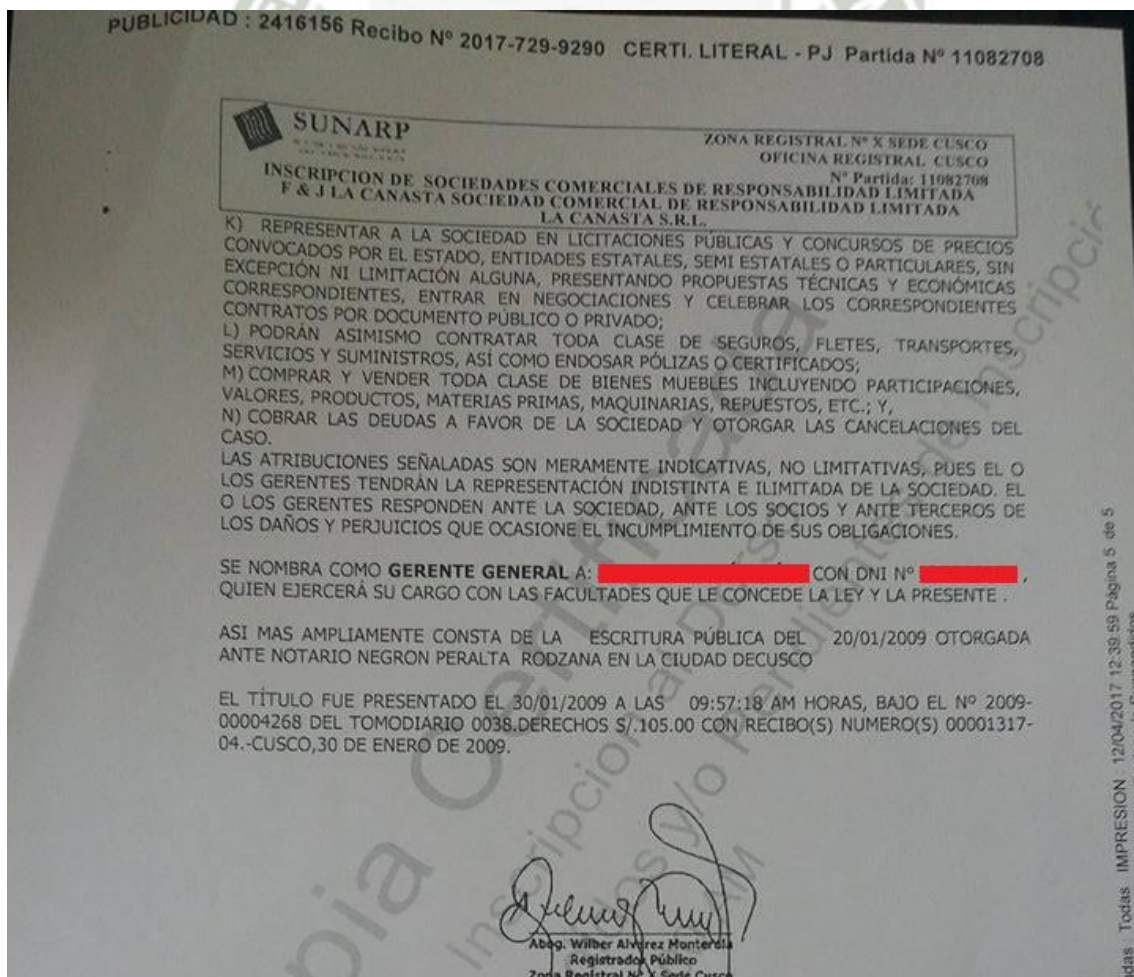 PUBLICIDAD : 2416156 Recibo Nº 2017-729-9290 CERTI. LITERAL - PJ Partida Nº 11082708
SUNARP
ZONA REGISTRAL Nº X SEDE CUSCO
OFICINA REGISTRAL CUSCO
Nº Partida: 11082708
INSCRIPCION DE SOCIEDADES COMERCIALES DE RESPONSABILIDAD LIMITADA
F & J LA CANASTA SOCIEDAD COMERCIAL DE RESPONSABILIDAD LIMITADA
LA CANASTA S.R.L.
K) REPRESENTAR A LA SOCIEDAD EN LICITACIONES PÚBLICAS Y CONCURSOS DE PRECIOS
CONVOCADOS POR EL ESTADO, ENTIDADES ESTATALES, SEMI ESTATALES O PARTICULARES, SIN
EXCEPCIÓN NI LIMITACIÓN ALGUNA, PRESENTANDO PROPUESTAS TÉCNICAS Y ECONÓMICAS
CORRESPONDIENTES, ENTRAR EN NEGOCIACIONES Y CELEBRAR LOS CORRESPONDIENTES
CONTRATOS POR DOCUMENTO PÚBLICO O PRIVADO;
L) PODRÁN ASIMISMO CONTRATAR TODA CLASE DE SEGUROS, FLETES, TRANSPORTES,
SERVICIOS Y SUMINISTROS, ASÍ COMO ENDOSAR PÓLIZAS O CERTIFICADOS;
M) COMPRAR Y VENDER TODA CLASE DE BIENES MUEBLES INCLUYENDO PARTICIPACIONES,
VALORES, PRODUCTOS, MATERIAS PRIMAS, MAQUINARIAS, REPUESTOS, ETC.; Y,
N) COBRAR LAS DEUDAS A FAVOR DE LA SOCIEDAD Y OTORGAR LAS CANCELACIONES DEL
CASO.
LAS ATRIBUCIONES SEÑALADAS SON MERAMENTE INDICATIVAS, NO LIMITATIVAS, PUES EL O
LOS GERENTES TENDRÁN LA REPRESENTACIÓN INDISTINTA E ILIMITADA DE LA SOCIEDAD. EL
O LOS GERENTES RESPONDEN ANTE LA SOCIEDAD, ANTE LOS SOCIOS Y ANTE TERCEROS DE
LOS DAÑOS Y PERJUICIOS QUE OCASIONE EL INCUMPLIMIENTO DE SUS OBLIGACIONES.
SE NOMBRA COMO GERENTE GENERAL A: CON DNI Nº ,
QUIEN EJERCERÁ SU CARGO CON LAS FACULTADES QUE LE CONCEDE LA LEY Y LA PRESENTE .
ASI MAS AMPLIAMENTE CONSTA DE LA ESCRITURA PÚBLICA DEL 20/01/2009 OTORGADA
ANTE NOTARIO NEGRON PERALTA RODZANA EN LA CIUDAD DECUSCO
EL TÍTULO FUE PRESENTADO EL 30/01/2009 A LAS 09:57:18 AM HORAS, BAJO EL Nº 2009-
00004268 DEL TOMODIARIO 0038.DERECHOS S/.105.00 CON RECIBO(S) NUMERO(S) 00001317-
04.-CUSCO,30 DE ENERO DE 2009.
Abog. Wilber Alvarez Monterola
Registrador Público
Zona Registral Nº X Sede Cusco
Todas IMPRESION : 12/04/2017 12:39:59 Página 5 de 5
Copia Certificada